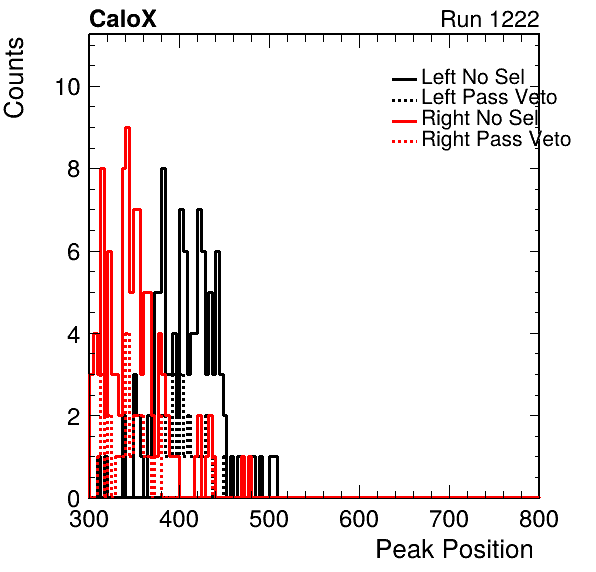 CaloX Run 1222
Counts
10
8
6
4
2
0
Left No Sel
Left Pass Veto
Right No Sel
Right Pass Veto
300 400 500 600 700 800
Peak Position